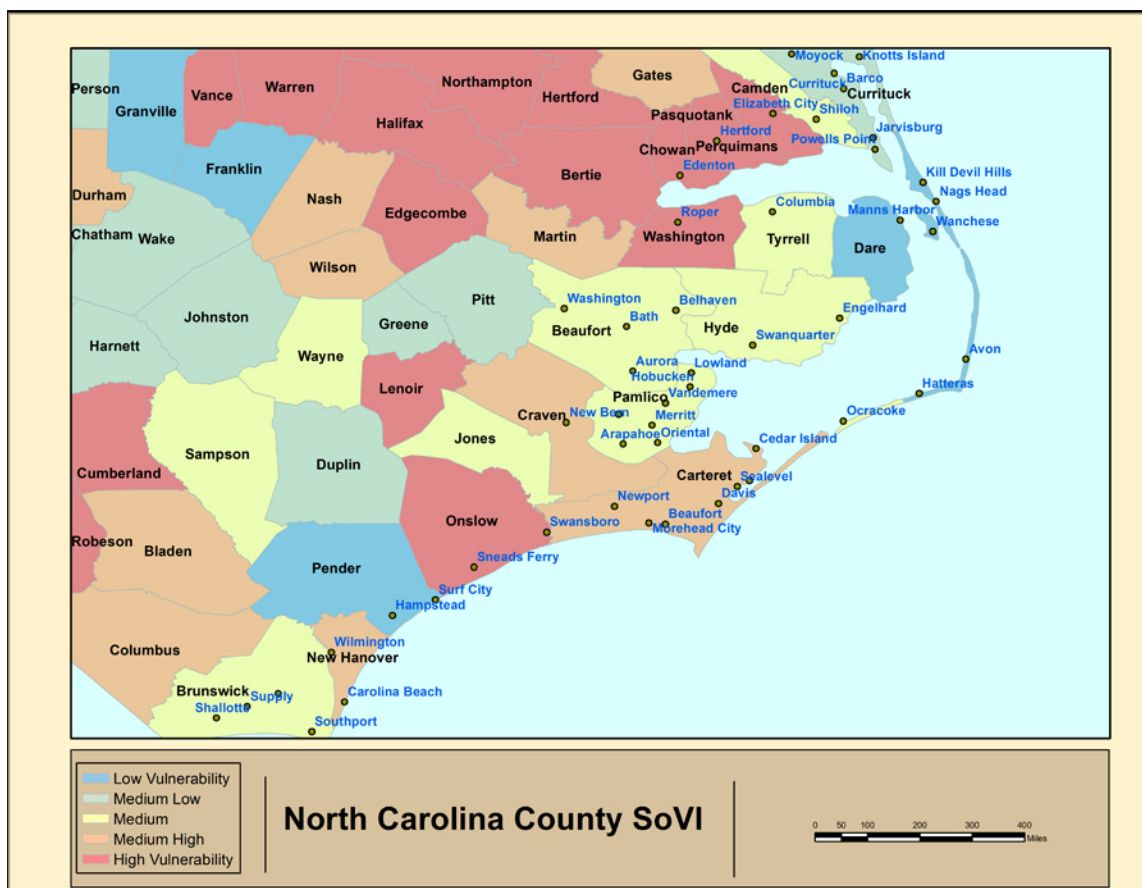 Moyock
Knotts Island
Person
Granville
Vance
Warren
Northampton
Hertford
Gates
Camden
Currituck
Barco
Currituck
Halifax
Pasquotank
Elizabeth City
Shiloh
Franklin
Chowan
Hertford
Perquimans
Powells Point
Jarvisburg
Durham
Nash
Edgecombe
Bertie
Edenton
Kill Devil Hills
Nags Head
Chatham
Wake
Martin
Roper
Washington
Columbia
Tyrrell
Manns Harbor
Wanchese
Dare
Wilson
Johnston
Greene
Pitt
Washington
Bath
Beaufort
Belhaven
Hyde
Engelhard
Swanquarter
Harnett
Wayne
Aurora
Lowland
Hobucken
Avon
Lenoir
Pamlico
Vandemere
Hatteras
Craven
New Bern
Merritt
Ocracoke
Sampson
Jones
Arapahoe
Oriental
Cedar Island
Cumberland
Duplin
Carteret
Sealevel
Davis
Onslow
Newport
Beaufort
Robeson
Bladen
Swansboro
Morehead City
Pender
Sneads Ferry
Surf City
Hampstead
Columbus
Wilmington
New Hanover
Brunswick
Supply
Shallotte
Carolina Beach
Southport
Low Vulnerability
Medium Low
Medium
Medium High
High Vulnerability
North Carolina County SoVI
0 50 100 200 300 400
Miles